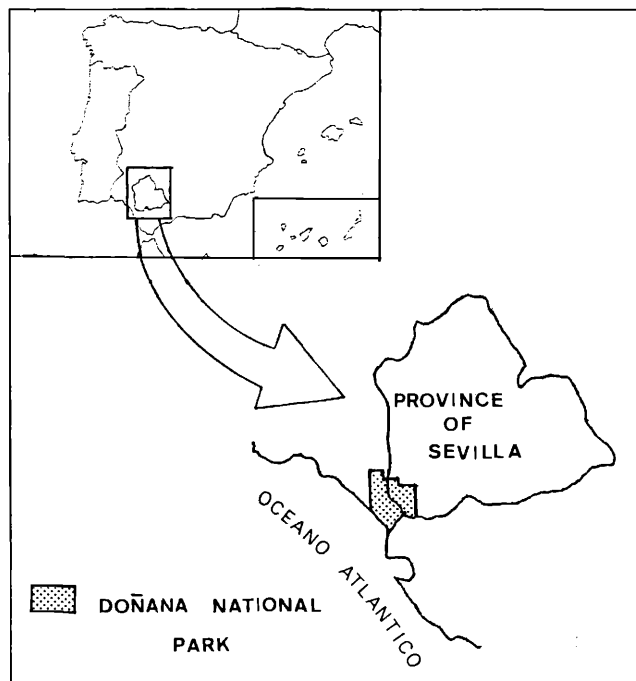 PROVINCE
OF
SEVILLA
OCEANO ATLANTICO
DOÑANA NATIONAL
PARK